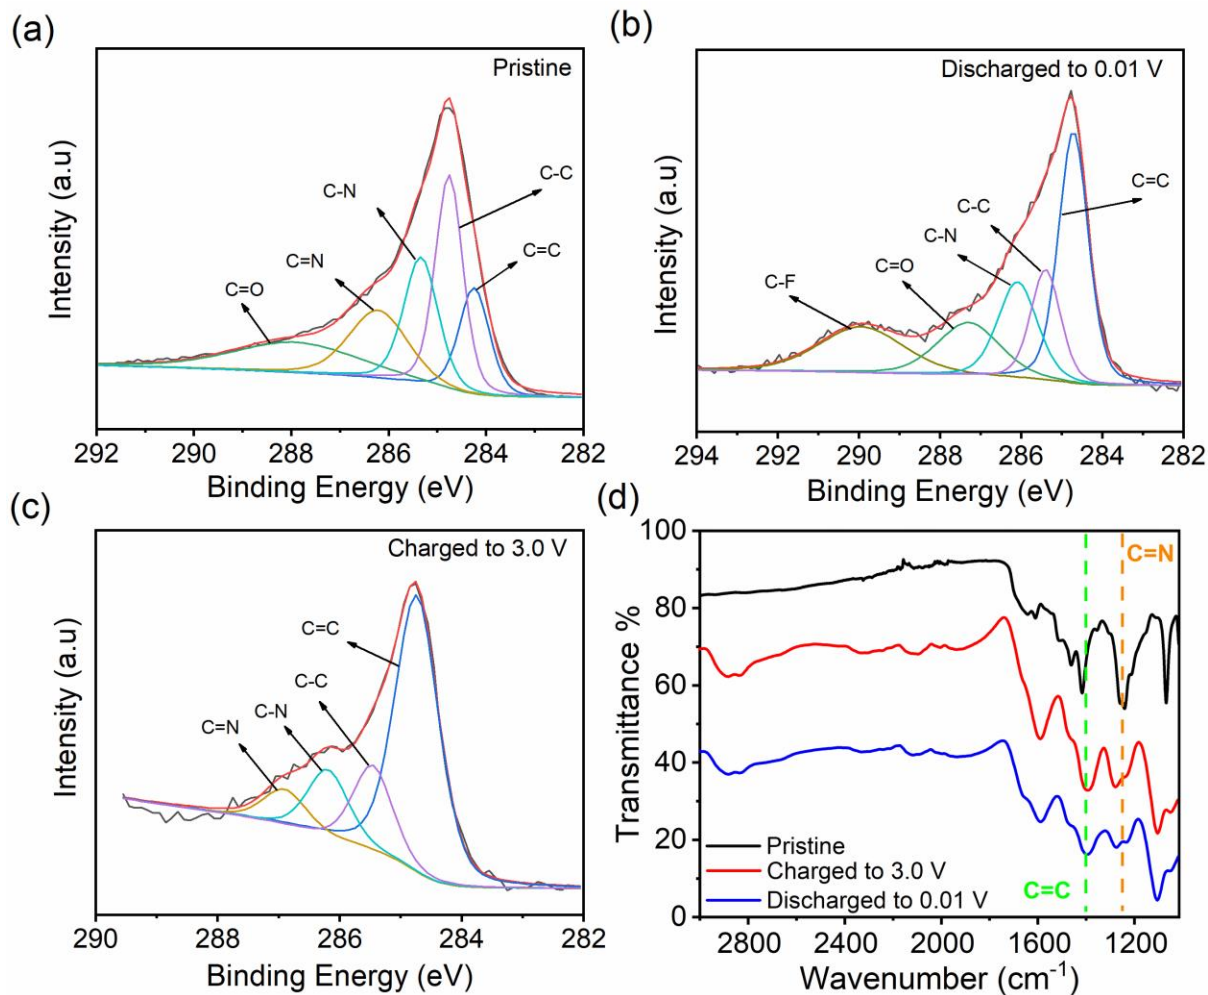 (a)
Pristine
C-C
C-N
C=N
C=C
C=O
Intensity (a.u)
292 290 288 286 284 282
Binding Energy (eV)
(b)
Discharged to 0.01 V
C=C
C-C
C-N
C=O
C-F
Intensity (a.u)
294 292 290 288 286 284 282
Binding Energy (eV)
(c)
Charged to 3.0 V
C=C
C-C
C-N
C=N
Intensity (a.u)
290 288 286 284 282
Binding Energy (eV)
(d)
100
80
60
40
20
0
Transmittance %
C=N
Pristine
Charged to 3.0 V
Discharged to 0.01 V
C=C
2800 2400 2000 1600 1200
Wavenumber (cm⁻¹)